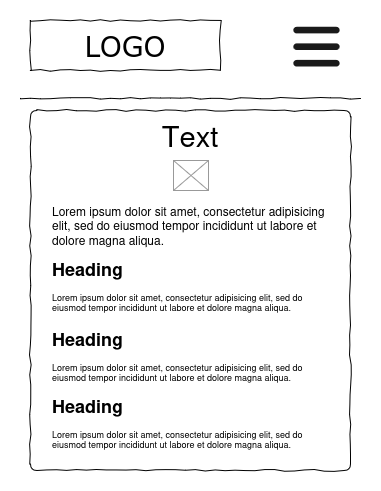 LOGO
Text
Lorem ipsum dolor sit amet, consectetur adipisicing
elit, sed do eiusmod tempor incididunt ut labore et
dolore magna aliqua.
Heading
Lorem ipsum dolor sit amet, consectetur adipisicing elit, sed do
eiusmod tempor incididunt ut labore et dolore magna aliqua.
Heading
Lorem ipsum dolor sit amet, consectetur adipisicing elit, sed do
eiusmod tempor incididunt ut labore et dolore magna aliqua.
Heading
Lorem ipsum dolor sit amet, consectetur adipisicing elit, sed do
eiusmod tempor incididunt ut labore et dolore magna aliqua.